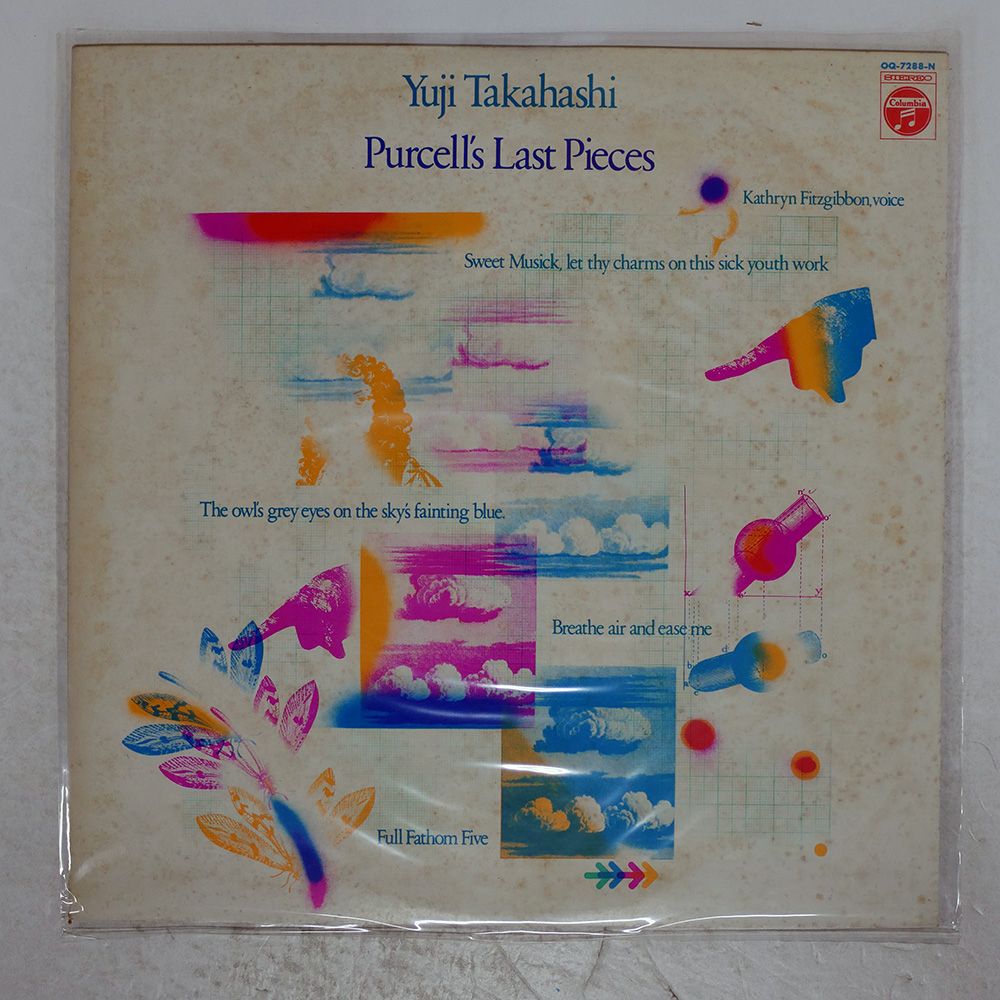 OQ-7288-N
STEREO
Columbia
Yuji Takahashi
Purcell's Last Pieces
Kathryn Fitzgibbon, voice
Sweet Musick, let thy charms on this sick youth work
The owl's grey eyes on the sky's fainting blue.
Breathe air and ease me
Full Fathom Five